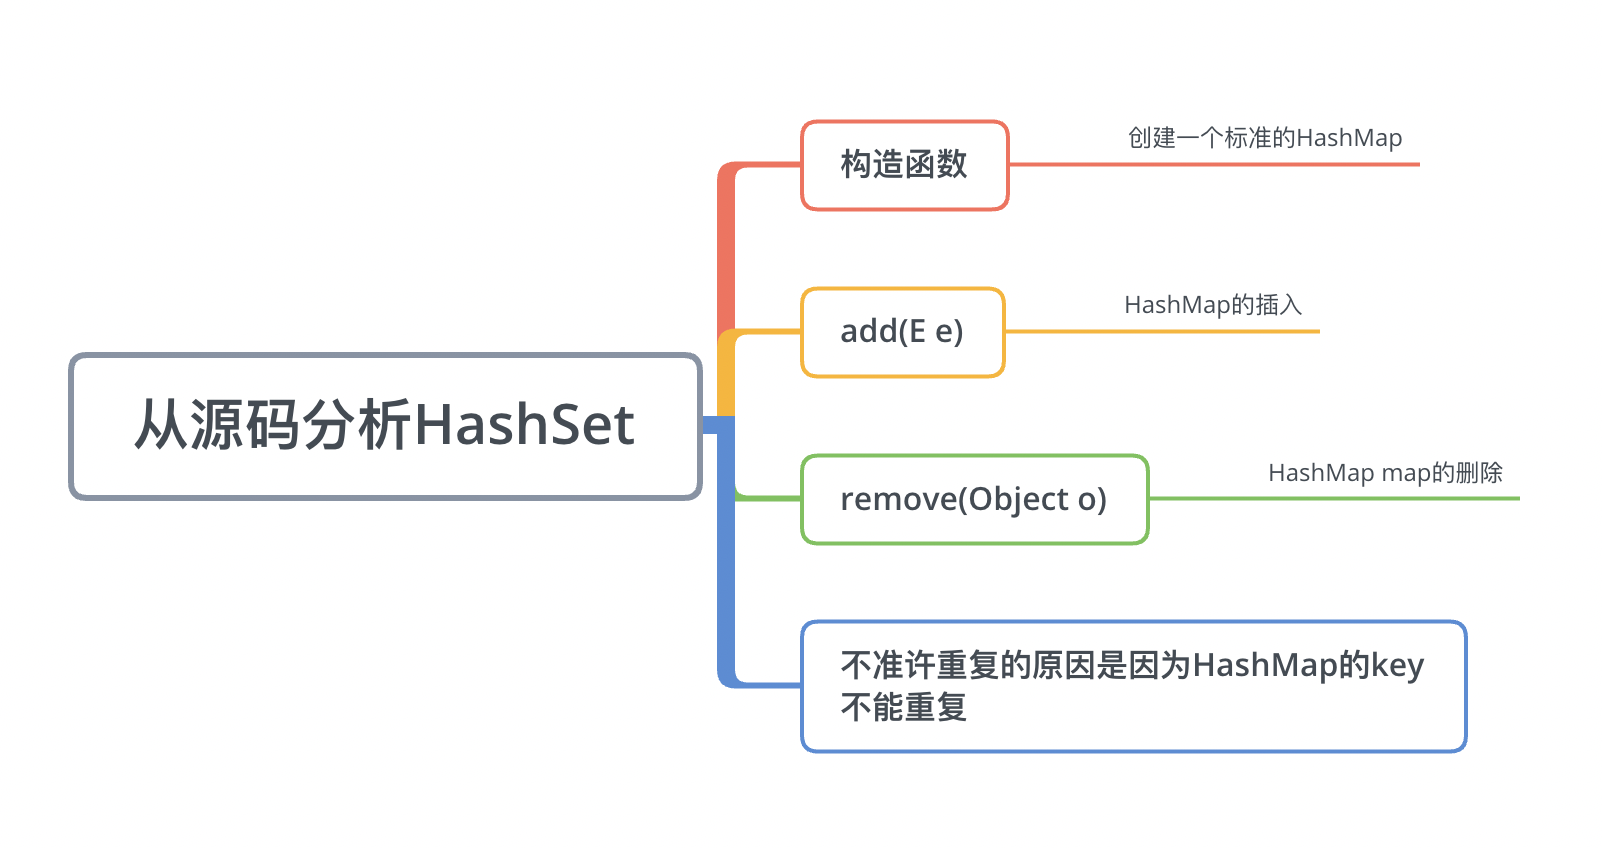 从源码分析HashSet
构造函数
创建一个标准的HashMap
add(E e)
HashMap的插入
remove(Object o)
HashMap map的删除
不准许重复的原因是因为HashMap的key
不能重复